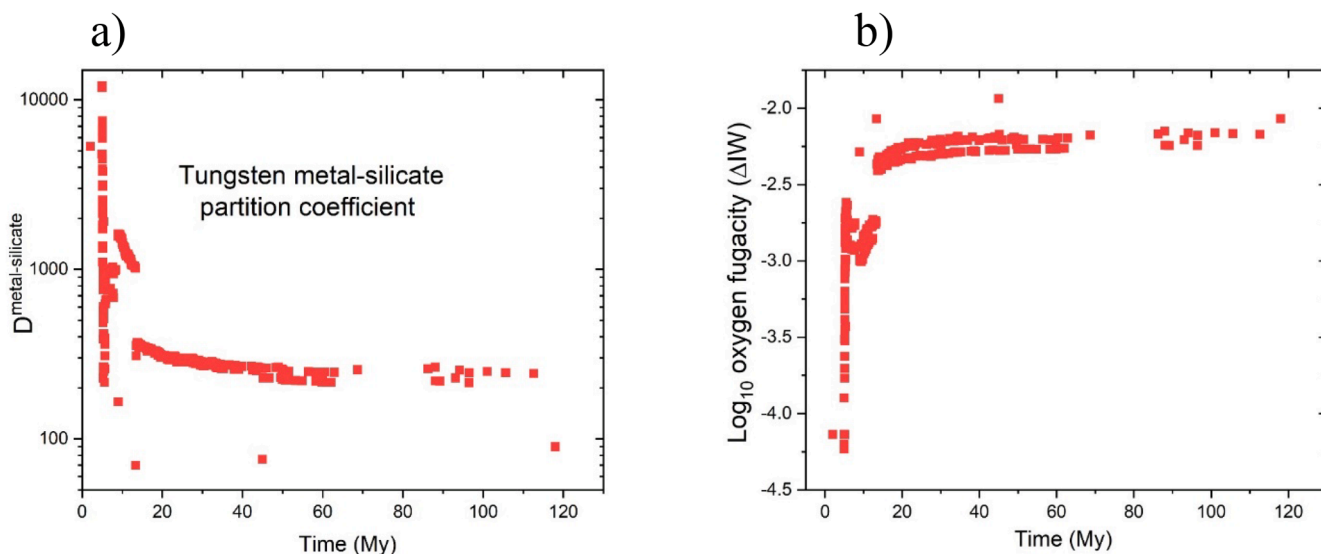 a)
10000
1000
100
D^metal-silicate
Tungsten metal-silicate
partition coefficient
0 20 40 60 80 100 120
Time (My)
b)
-2.0
-2.5
-3.0
-3.5
-4.0
-4.5
Log₁₀ oxygen fugacity (ΔIW)
0 20 40 60 80 100 120
Time (My)